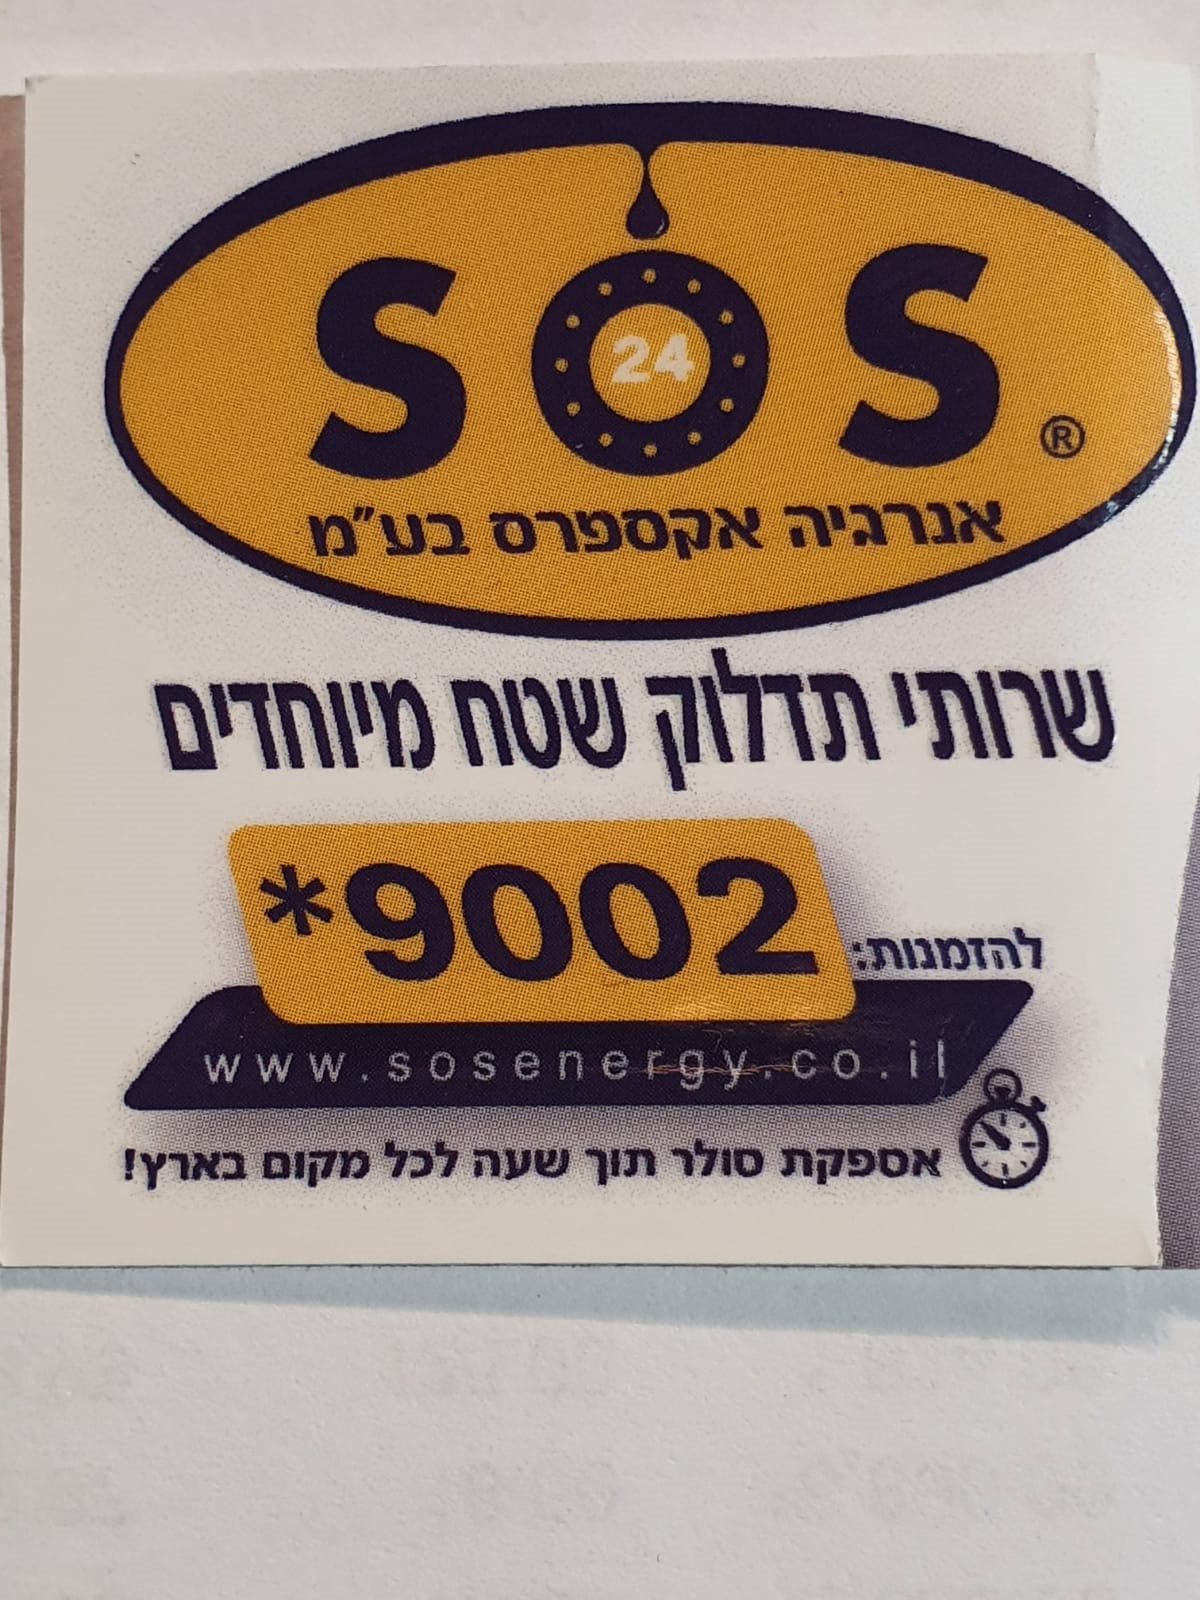 SOS
24
®
אנרגיה אקספרס בע"מ
שרותי תדלוק שטח מיוחדים
להזמנות: *9002
www.sosenergy.co.il
אספקת סולר תוך שעה לכל מקום בארץ!